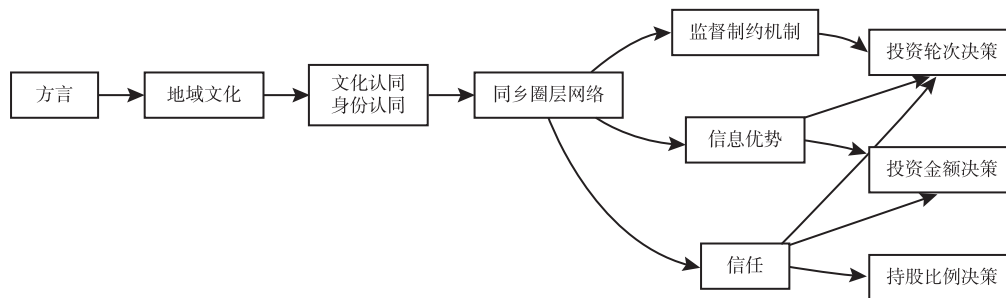 方言
地域文化
文化认同
身份认同
同乡圈层网络
监督制约机制
信息优势
信任
投资轮次决策
投资金额决策
持股比例决策